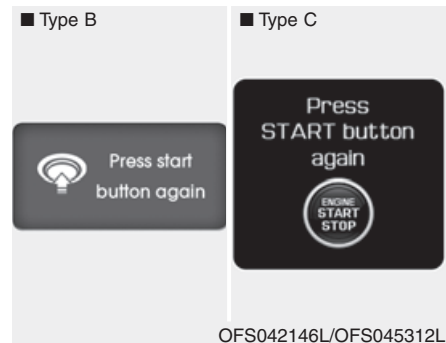 ■ Type B
Press start
button again
■ Type C
Press
START button
again
ENGINE
START
STOP
OFS042146L/OFS045312L